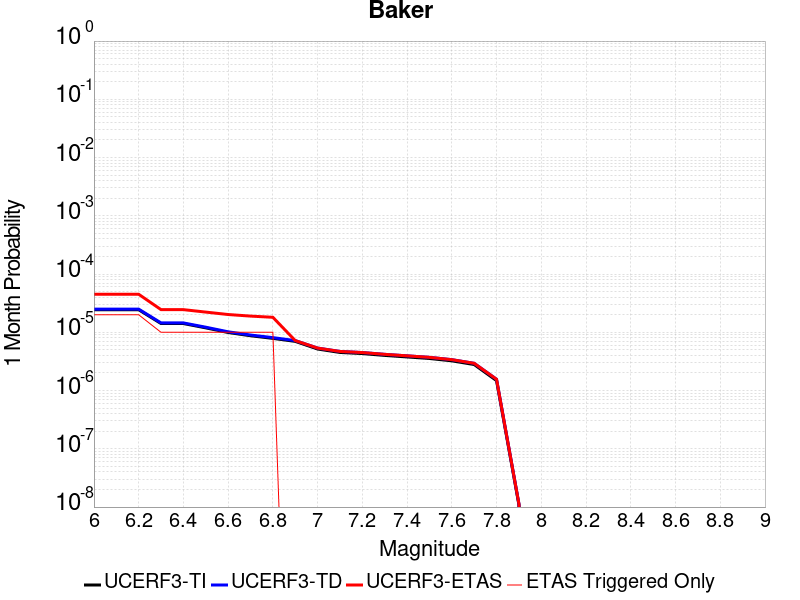 Baker
1 Month Probability
10^0
10^-1
10^-2
10^-3
10^-4
10^-5
10^-6
10^-7
10^-8
6 6.2 6.4 6.6 6.8 7 7.2 7.4 7.6 7.8 8 8.2 8.4 8.6 8.8 9
Magnitude
UCERF3-TI UCERF3-TD UCERF3-ETAS ETAS Triggered Only